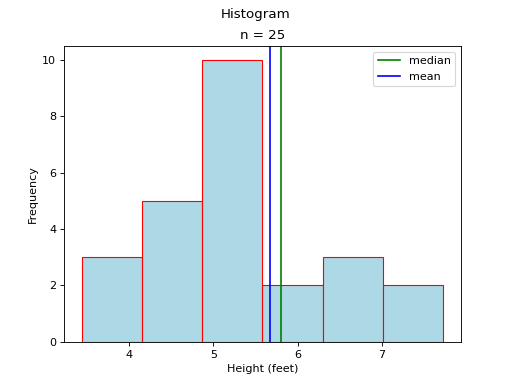 Histogram
n = 25
median
mean
10
8
6
4
2
0
Frequency
4 5 6 7
Height (feet)